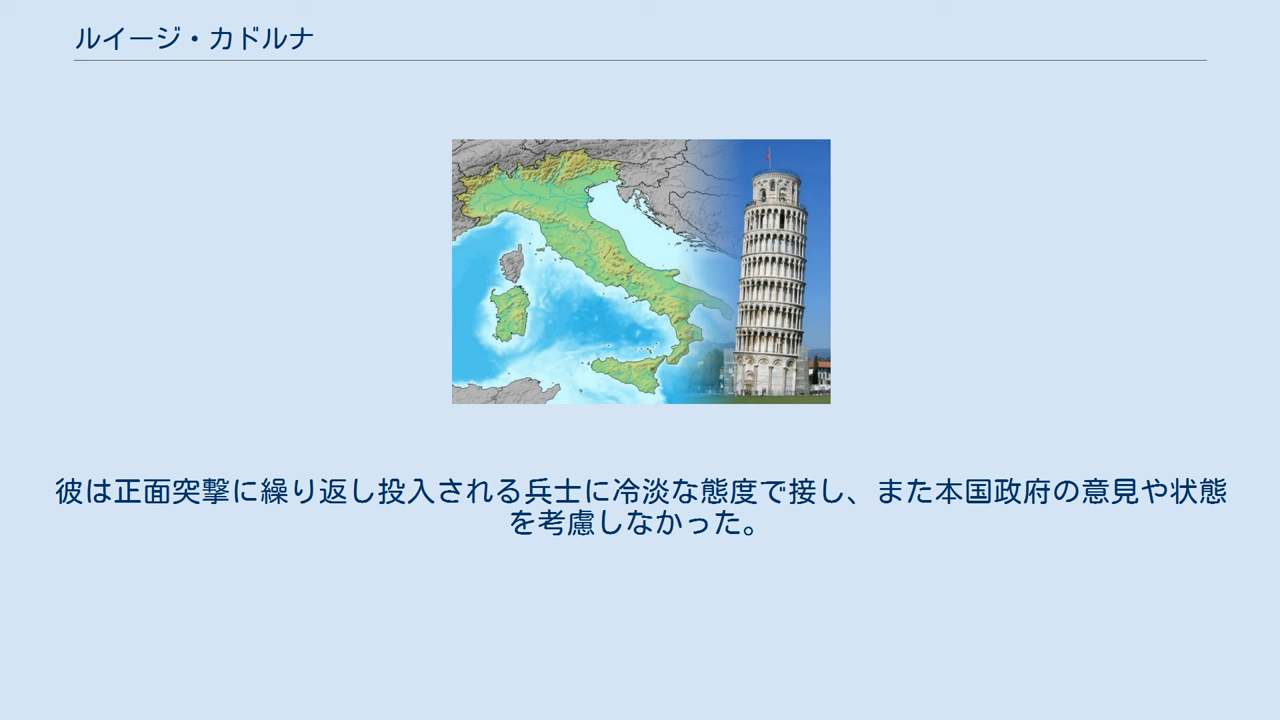 ルイージ・カドルナ
彼は正面突撃に繰り返し投入される兵士に冷淡な態度で接し、また本国政府の意見や状態
を考慮しなかった。